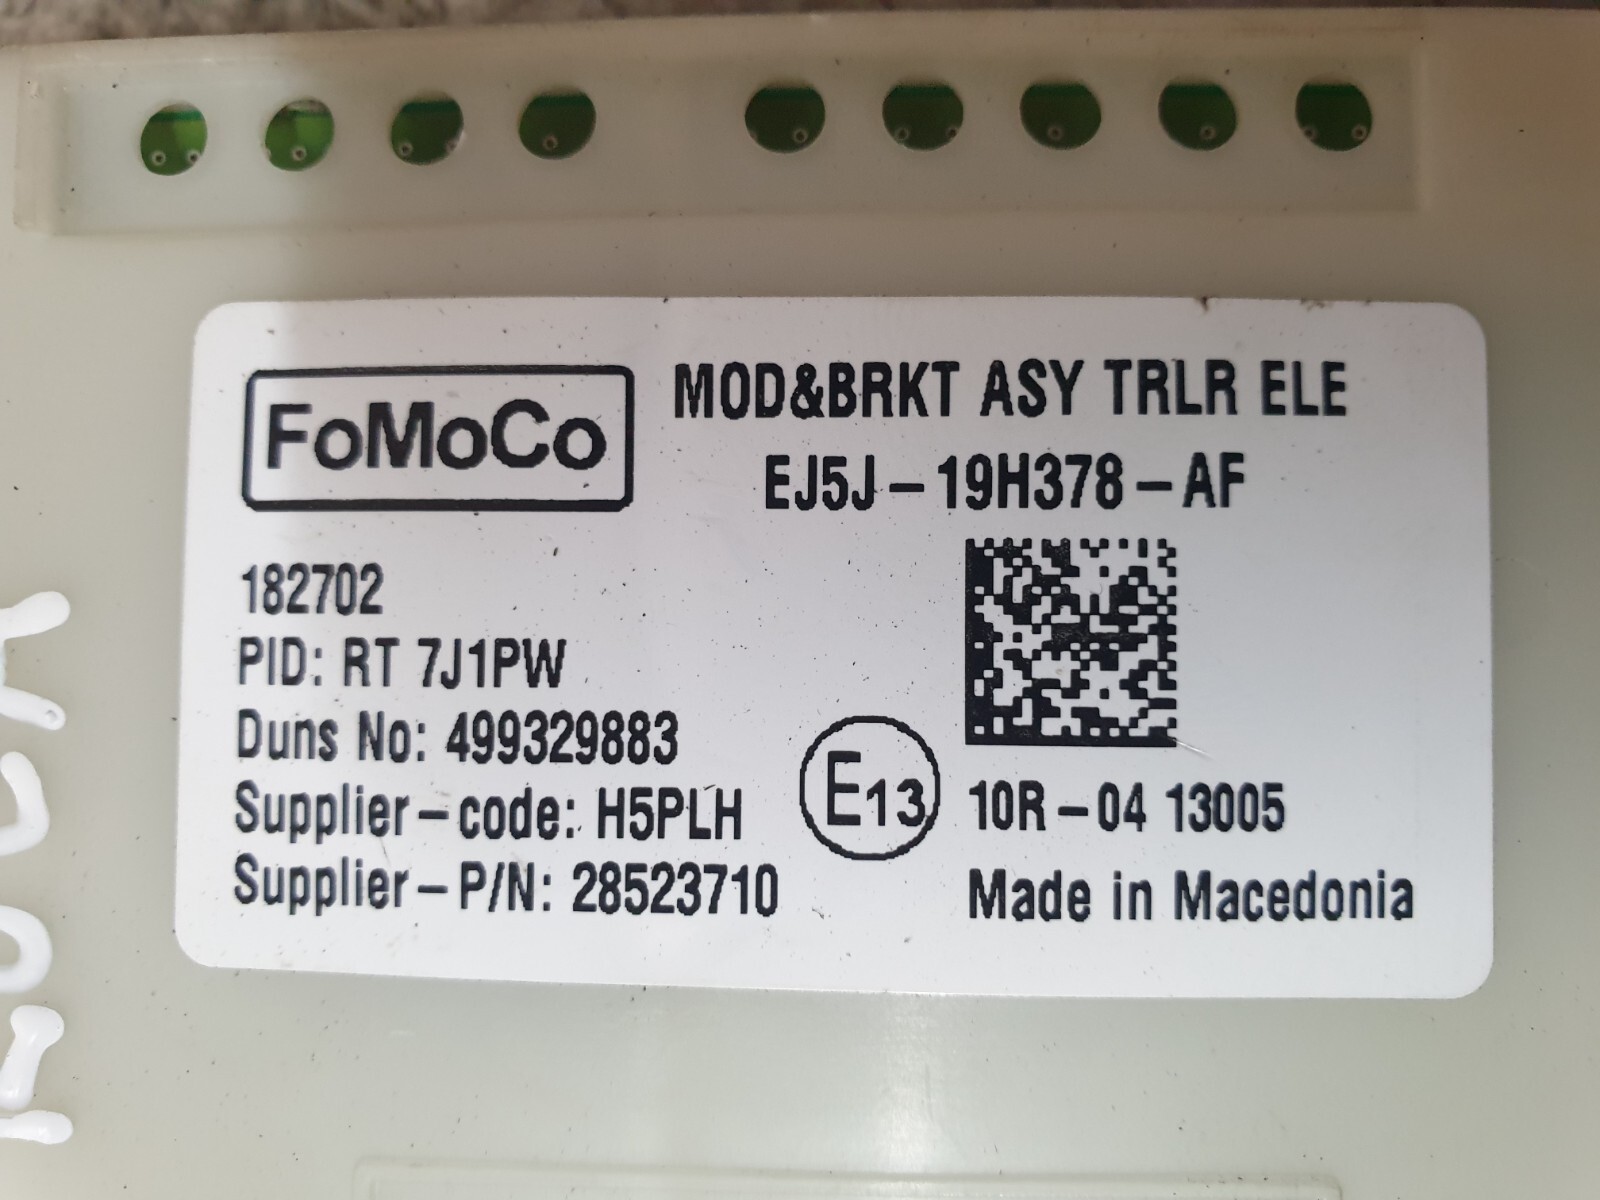 FoMoCo
MOD&BRKT ASY TRLR ELE
EJ5J-19H378-AF
182702
PID: RT 7J1PW
Duns No: 499329883
Supplier-code: H5PLH
Supplier-P/N: 28523710
E13
10R-04 13005
Made in Macedonia